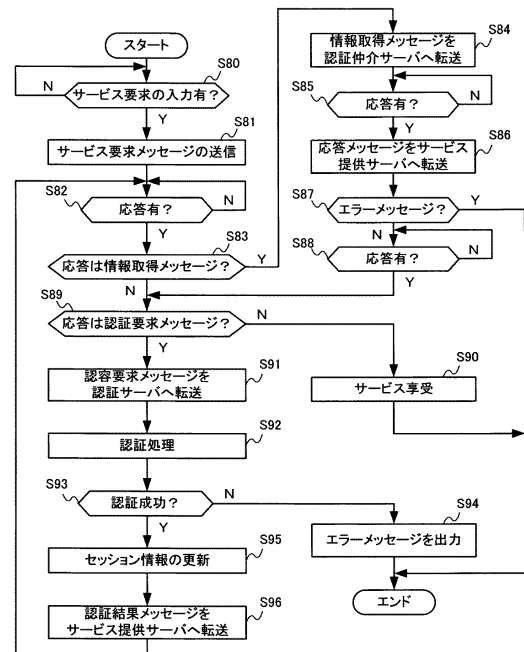 スタート
S80
サービス要求の入力有?
N
Y
S81
サービス要求メッセージの送信
S82
応答有?
N
Y
S83
応答は情報取得メッセージ?
Y
N
S84
情報取得メッセージを
認証仲介サーバへ転送
S85
応答有?
N
Y
S86
応答メッセージをサービス
提供サーバへ転送
S87
エラーメッセージ?
Y
N
S88
応答有?
N
Y
S89
応答は認証要求メッセージ?
N
Y
S90
サービス享受
S91
認容要求メッセージを
認証サーバへ転送
S92
認証処理
S93
認証成功?
N
Y
S94
エラーメッセージを出力
S95
セッション情報の更新
S96
認証結果メッセージを
サービス提供サーバへ転送
エンド